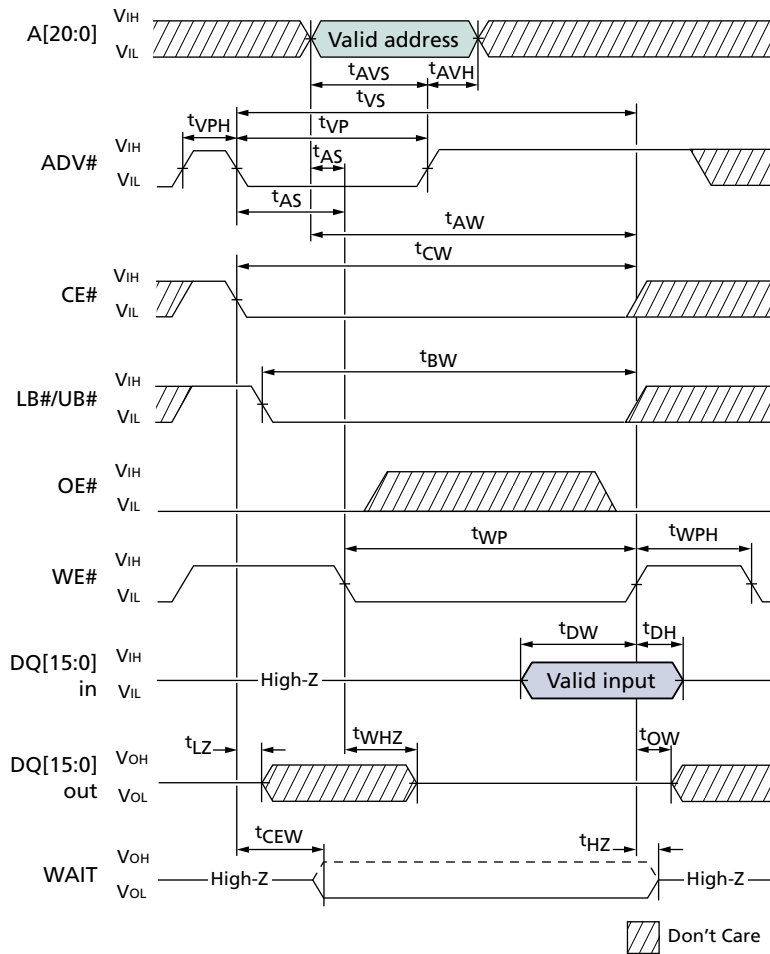 A[20:0]
VIH
VIL
Valid address
tAVS
tAVH
tVS
tVPH
tVP
ADV#
VIH
VIL
tAS
tAS
tAW
tCW
CE#
VIH
VIL
tBW
LB#/UB#
VIH
VIL
OE#
VIH
VIL
tWP
tWPH
WE#
VIH
VIL
tDW
tDH
DQ[15:0]
in
VIH
VIL
High-Z
Valid input
tLZ
tWHZ
tOW
DQ[15:0]
out
VOH
VOL
tCEW
tHZ
WAIT
VOH
VOL
High-Z
High-Z
Don't Care